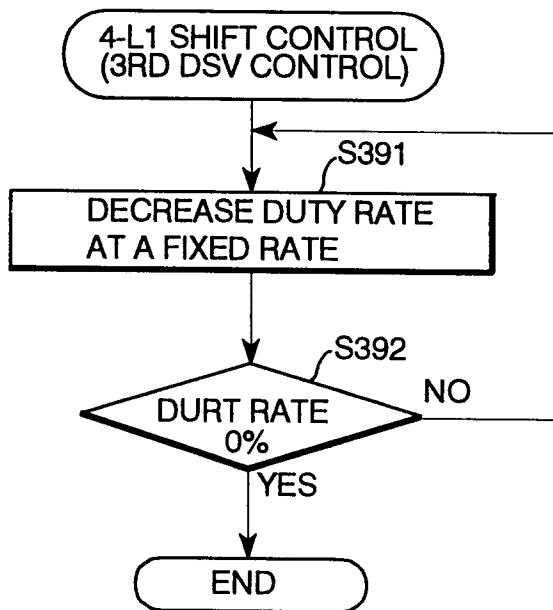 4-L1 SHIFT CONTROL
(3RD DSV CONTROL)
S391
DECREASE DUTY RATE
AT A FIXED RATE
S392
DURT RATE
0%
NO
YES
END